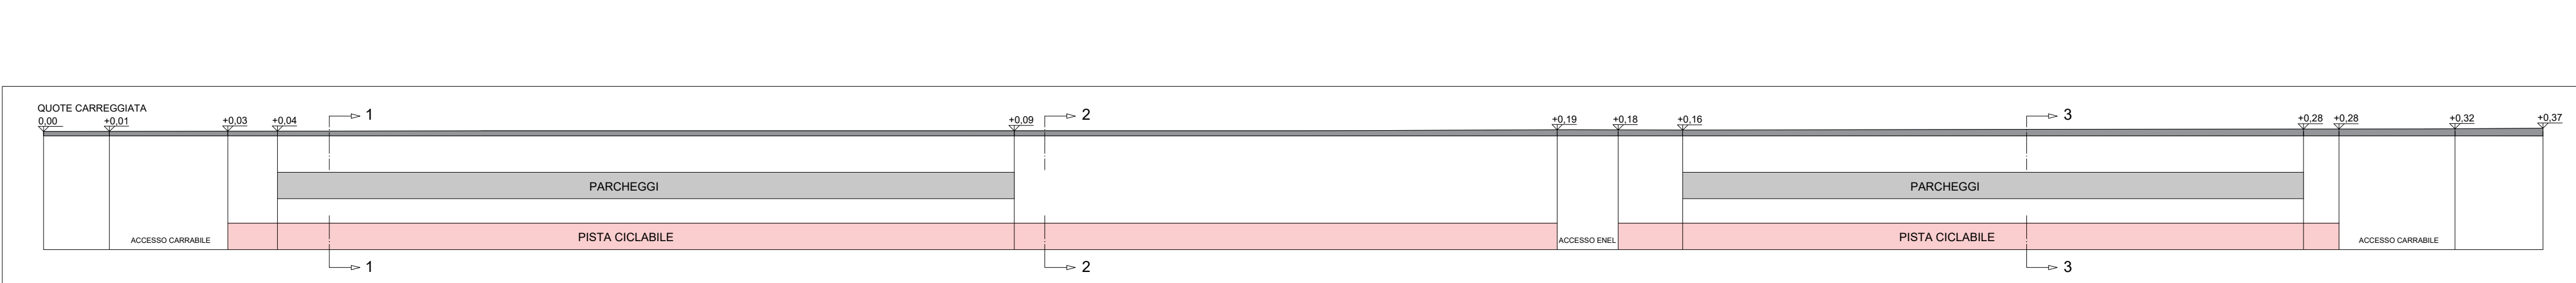 QUOTE CARREGGIATA
0,00 +0,01 +0,03 +0,04 1 +0,09 2 +0,19 +0,18 +0,16 3 +0,28 +0,28 +0,32 +0,37
PARCHEGGI PARCHEGGI
ACCESSO CARRABILE PISTA CICLABILE ACCESSO ENEL PISTA CICLABILE ACCESSO CARRABILE
1 2 3